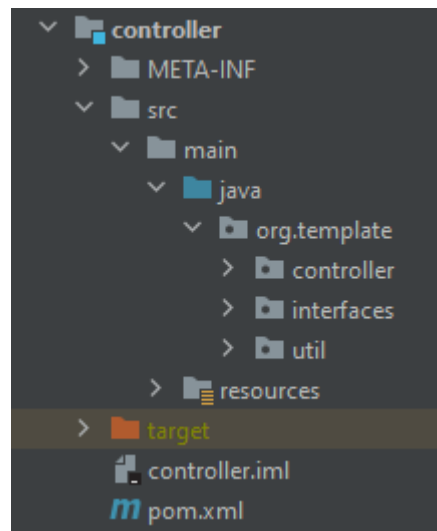 controller
META-INF
src
main
java
org.template
controller
interfaces
util
resources
target
controller.iml
m pom.xml